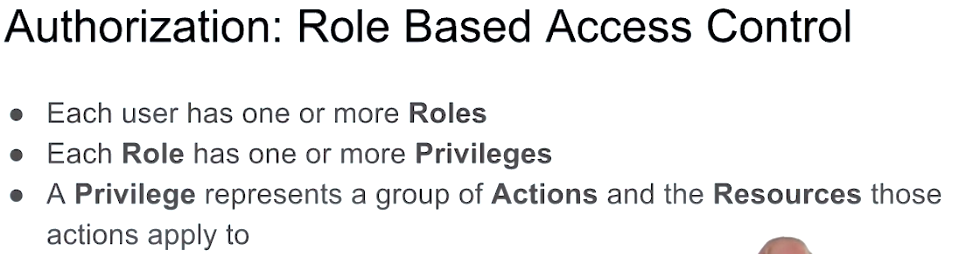 Authorization: Role Based Access Control
● Each user has one or more Roles
● Each Role has one or more Privileges
● A Privilege represents a group of Actions and the Resources those
actions apply to